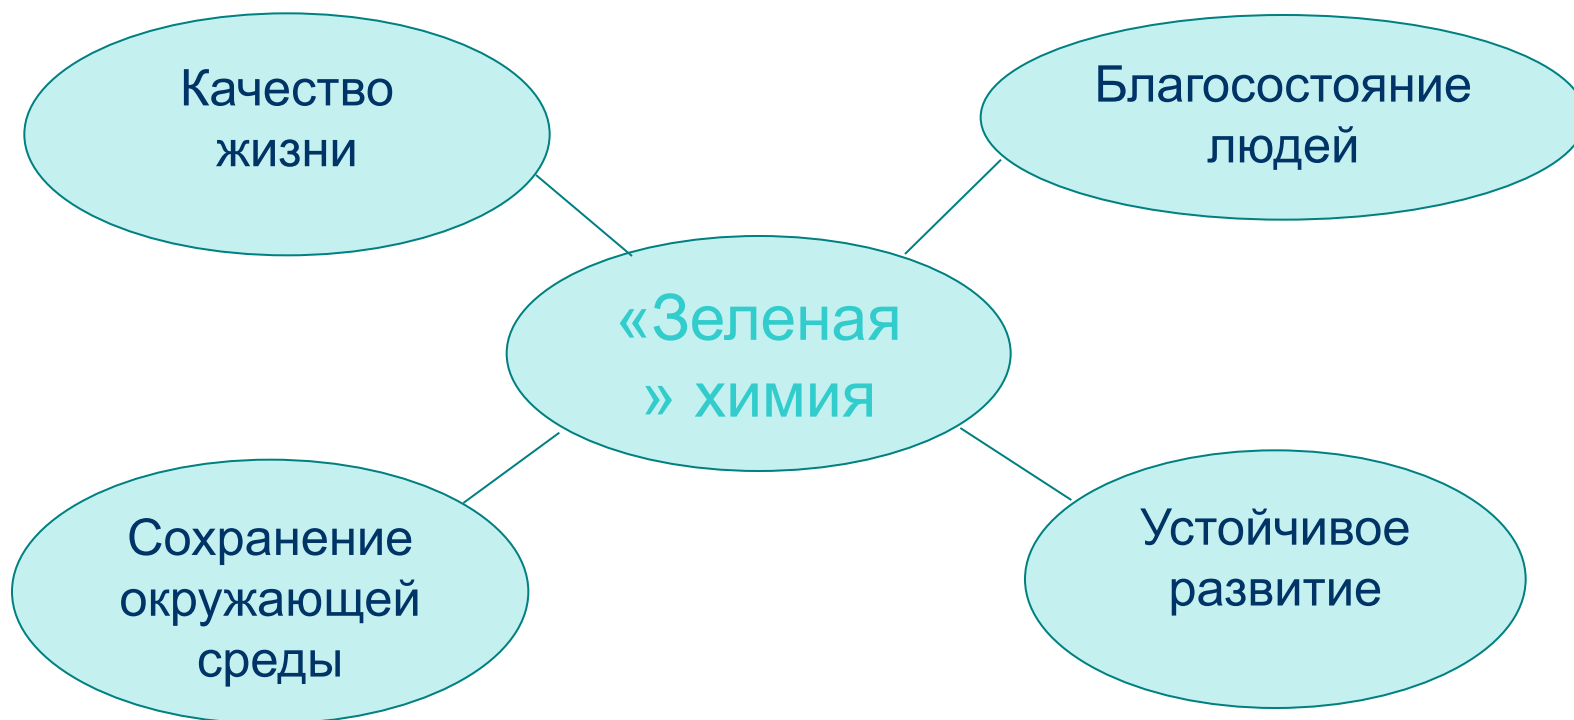 Качество
жизни
Благосостояние
людей
«Зеленая
» химия
Сохранение
окружающей
среды
Устойчивое
развитие